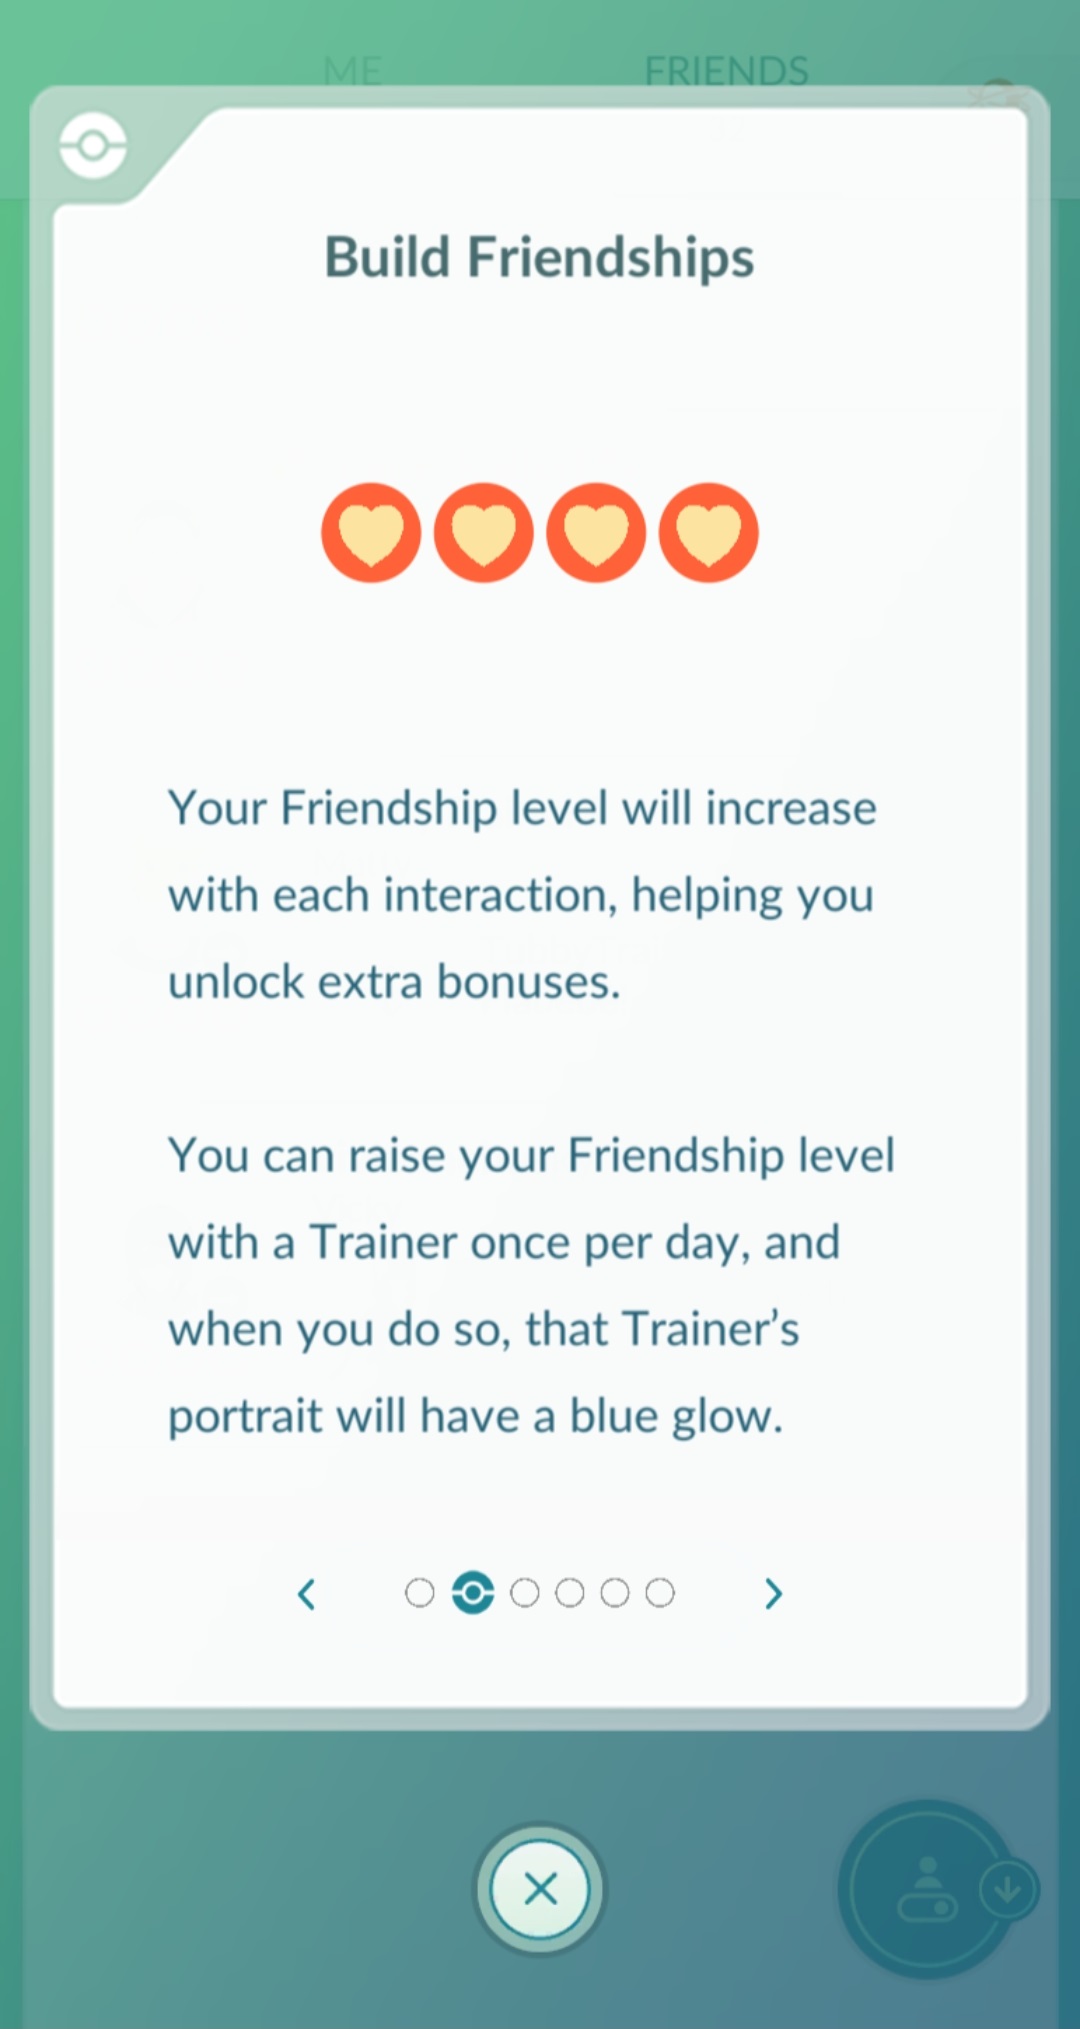 ME FRIENDS
Build Friendships
Your Friendship level will increase
with each interaction, helping you
unlock extra bonuses.
You can raise your Friendship level
with a Trainer once per day, and
when you do so, that Trainer’s
portrait will have a blue glow.